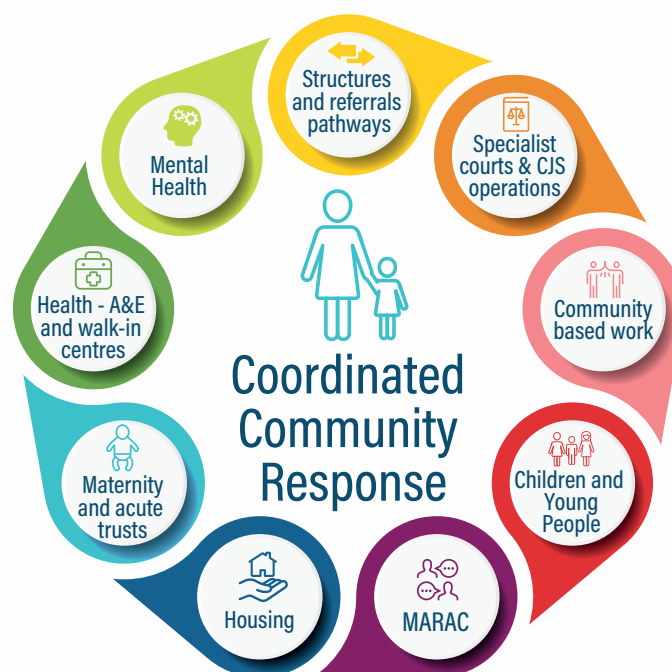 Structures
and referrals
pathways
Specialist
courts & CJS
operations
Community
based work
Children and
Young
People
MARAC
Housing
Maternity
and acute
trusts
Health - A&E
and walk-in
centres
Mental
Health
Coordinated
Community
Response